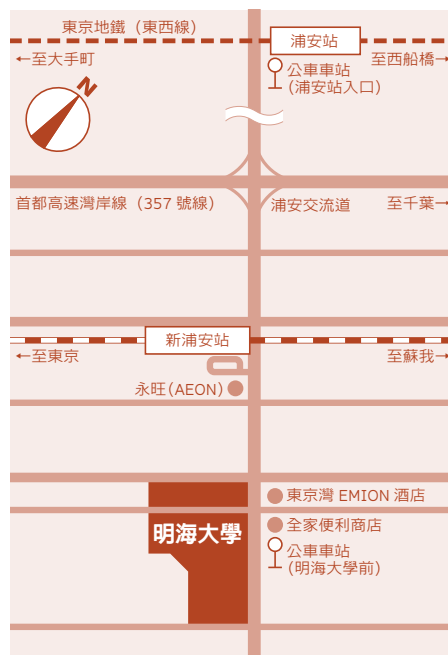 東京地鐵（東西線）
浦安站
←至大手町
至西船橋→
公車車站
(浦安站入口)
N
首都高速灣岸線（357 號線）
浦安交流道
至千葉→
新浦安站
←至東京
至蘇我→
永旺(AEON)
東京灣 EMION 酒店
明海大學
全家便利商店
公車車站
(明海大學前)